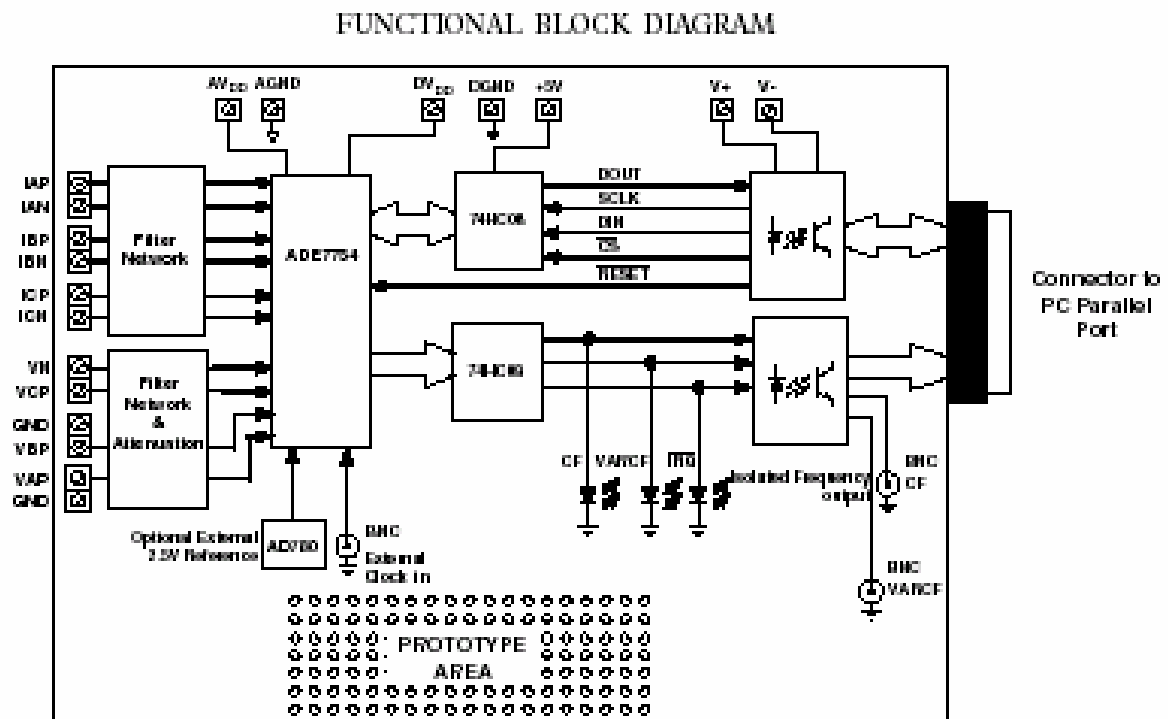 FUNCTIONAL BLOCK DIAGRAM
AVDD AGND
DVDD DGND +5V
V+ V-
IAP
IAN
IBP
IBN
ICP
ICN
Filter
Network
ADE7754
74HC08
DOUT
SCLK
DIN
CS
RESET
Connector to
PC Parallel
Port
VN
VCP
GND
VBP
VAP
GND
Filter
Network
&
Attenuation
CF VARCF IRQ
Isolated Frequency
output
BNC
CF
BNC
VARCF
Optional External
2.5V Reference
AD780
BNC
External
Clock in
PROTOTYPE
AREA